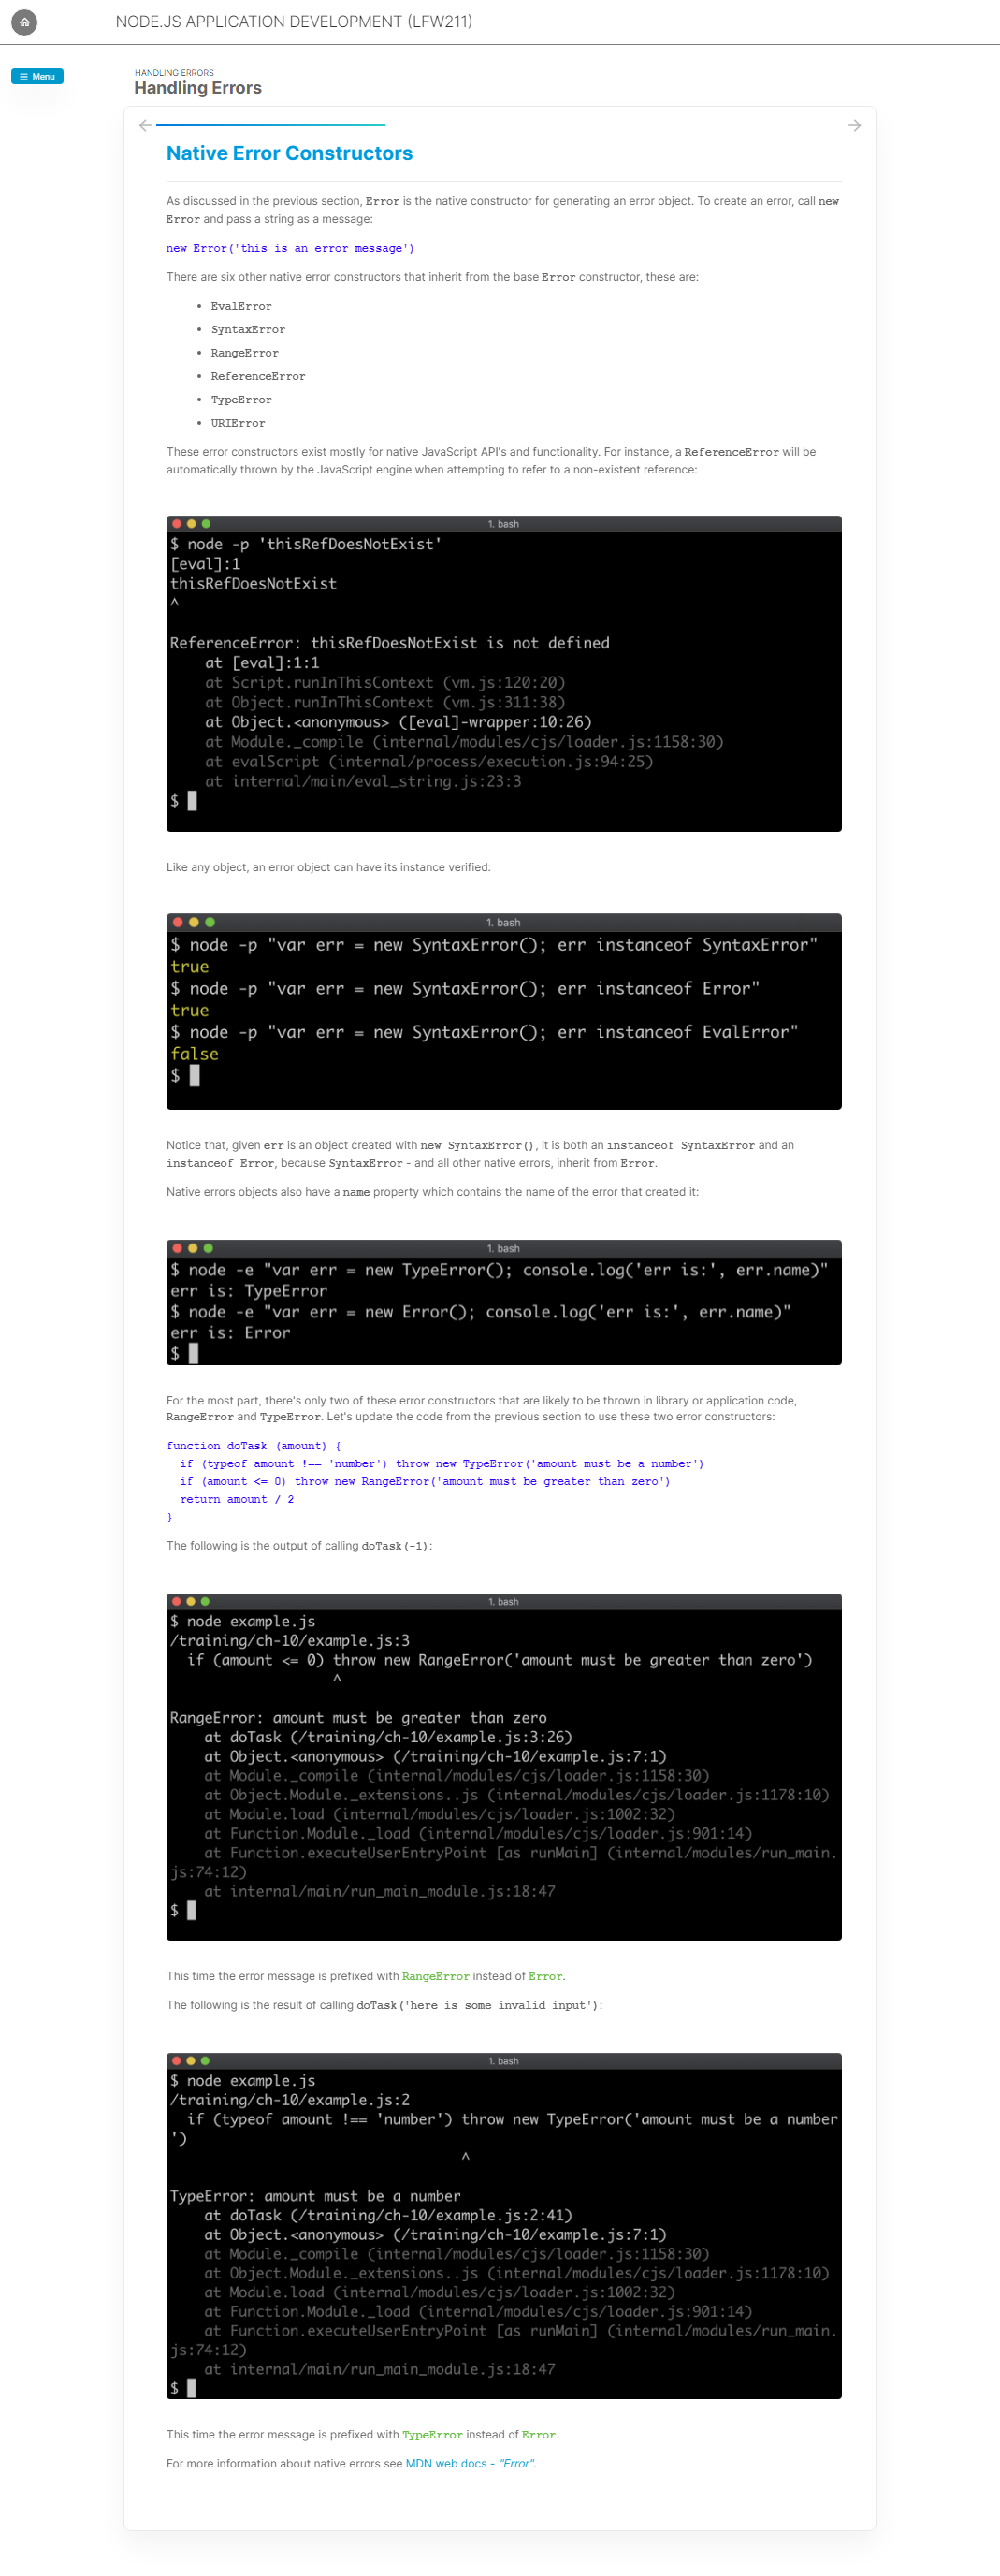 NODE.JS APPLICATION DEVELOPMENT (LFW211)
Menu
HANDLING ERRORS
Handling Errors
Native Error Constructors
As discussed in the previous section, Error is the native constructor for generating an error object. To create an error, call new
Error and pass a string as a message:
new Error('this is an error message')
There are six other native error constructors that inherit from the base Error constructor, these are:
• EvalError
• SyntaxError
• RangeError
• ReferenceError
• TypeError
• URIError
These error constructors exist mostly for native JavaScript API's and functionality. For instance, a ReferenceError will be
automatically thrown by the JavaScript engine when attempting to refer to a non-existent reference:
1. bash
$ node -p 'thisRefDoesNotExist'
[eval]:1
thisRefDoesNotExist
^
ReferenceError: thisRefDoesNotExist is not defined
    at [eval]:1:1
    at Script.runInThisContext (vm.js:120:20)
    at Object.runInThisContext (vm.js:311:38)
    at Object.<anonymous> ([eval]-wrapper:10:26)
    at Module._compile (internal/modules/cjs/loader.js:1158:30)
    at evalScript (internal/process/execution.js:94:25)
    at internal/main/eval_string.js:23:3
$
Like any object, an error object can have its instance verified:
1. bash
$ node -p "var err = new SyntaxError(); err instanceof SyntaxError"
true
$ node -p "var err = new SyntaxError(); err instanceof Error"
true
$ node -p "var err = new SyntaxError(); err instanceof EvalError"
false
$
Notice that, given err is an object created with new SyntaxError(), it is both an instanceof SyntaxError and an
instanceof Error, because SyntaxError - and all other native errors, inherit from Error.
Native errors objects also have a name property which contains the name of the error that created it:
1. bash
$ node -e "var err = new TypeError(); console.log('err is:', err.name)"
err is: TypeError
$ node -e "var err = new Error(); console.log('err is:', err.name)"
err is: Error
$
For the most part, there's only two of these error constructors that are likely to be thrown in library or application code,
RangeError and TypeError. Let's update the code from the previous section to use these two error constructors:
function doTask (amount) {
  if (typeof amount !== 'number') throw new TypeError('amount must be a number')
  if (amount <= 0) throw new RangeError('amount must be greater than zero')
  return amount / 2
}
The following is the output of calling doTask(-1):
1. bash
$ node example.js
/training/ch-10/example.js:3
  if (amount <= 0) throw new RangeError('amount must be greater than zero')
                   ^
RangeError: amount must be greater than zero
    at doTask (/training/ch-10/example.js:3:26)
    at Object.<anonymous> (/training/ch-10/example.js:7:1)
    at Module._compile (internal/modules/cjs/loader.js:1158:30)
    at Object.Module._extensions..js (internal/modules/cjs/loader.js:1178:10)
    at Module.load (internal/modules/cjs/loader.js:1002:32)
    at Function.Module._load (internal/modules/cjs/loader.js:901:14)
    at Function.executeUserEntryPoint [as runMain] (internal/modules/run_main.
js:74:12)
    at internal/main/run_main_module.js:18:47
$
This time the error message is prefixed with RangeError instead of Error.
The following is the result of calling doTask('here is some invalid input'):
1. bash
$ node example.js
/training/ch-10/example.js:2
  if (typeof amount !== 'number') throw new TypeError('amount must be a number
')
                                  ^
TypeError: amount must be a number
    at doTask (/training/ch-10/example.js:2:41)
    at Object.<anonymous> (/training/ch-10/example.js:7:1)
    at Module._compile (internal/modules/cjs/loader.js:1158:30)
    at Object.Module._extensions..js (internal/modules/cjs/loader.js:1178:10)
    at Module.load (internal/modules/cjs/loader.js:1002:32)
    at Function.Module._load (internal/modules/cjs/loader.js:901:14)
    at Function.executeUserEntryPoint [as runMain] (internal/modules/run_main.
js:74:12)
    at internal/main/run_main_module.js:18:47
$
This time the error message is prefixed with TypeError instead of Error.
For more information about native errors see MDN web docs - "Error".